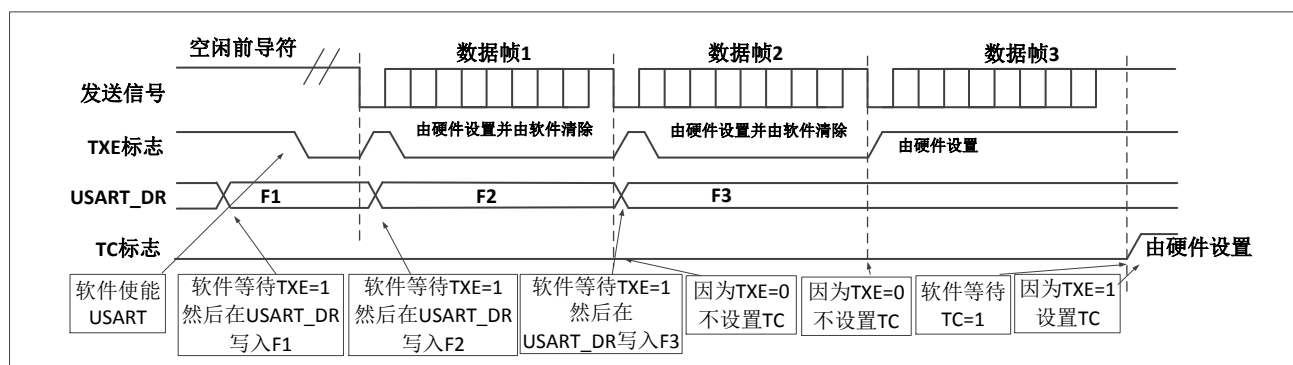 空闲前导符
数据帧1
数据帧2
数据帧3
发送信号
由硬件设置并由软件清除
由硬件设置并由软件清除
TXE标志
由硬件设置
USART_DR
F1
F2
F3
TC标志
由硬件设置
软件使能
USART
软件等待TXE=1
然后在USART_DR
写入F1
软件等待TXE=1
然后在USART_DR
写入F2
软件等待TXE=1
然后在
USART_DR写入F3
因为TXE=0
不设置TC
因为TXE=0
不设置TC
软件等待
TC=1
因为TXE=1
设置TC